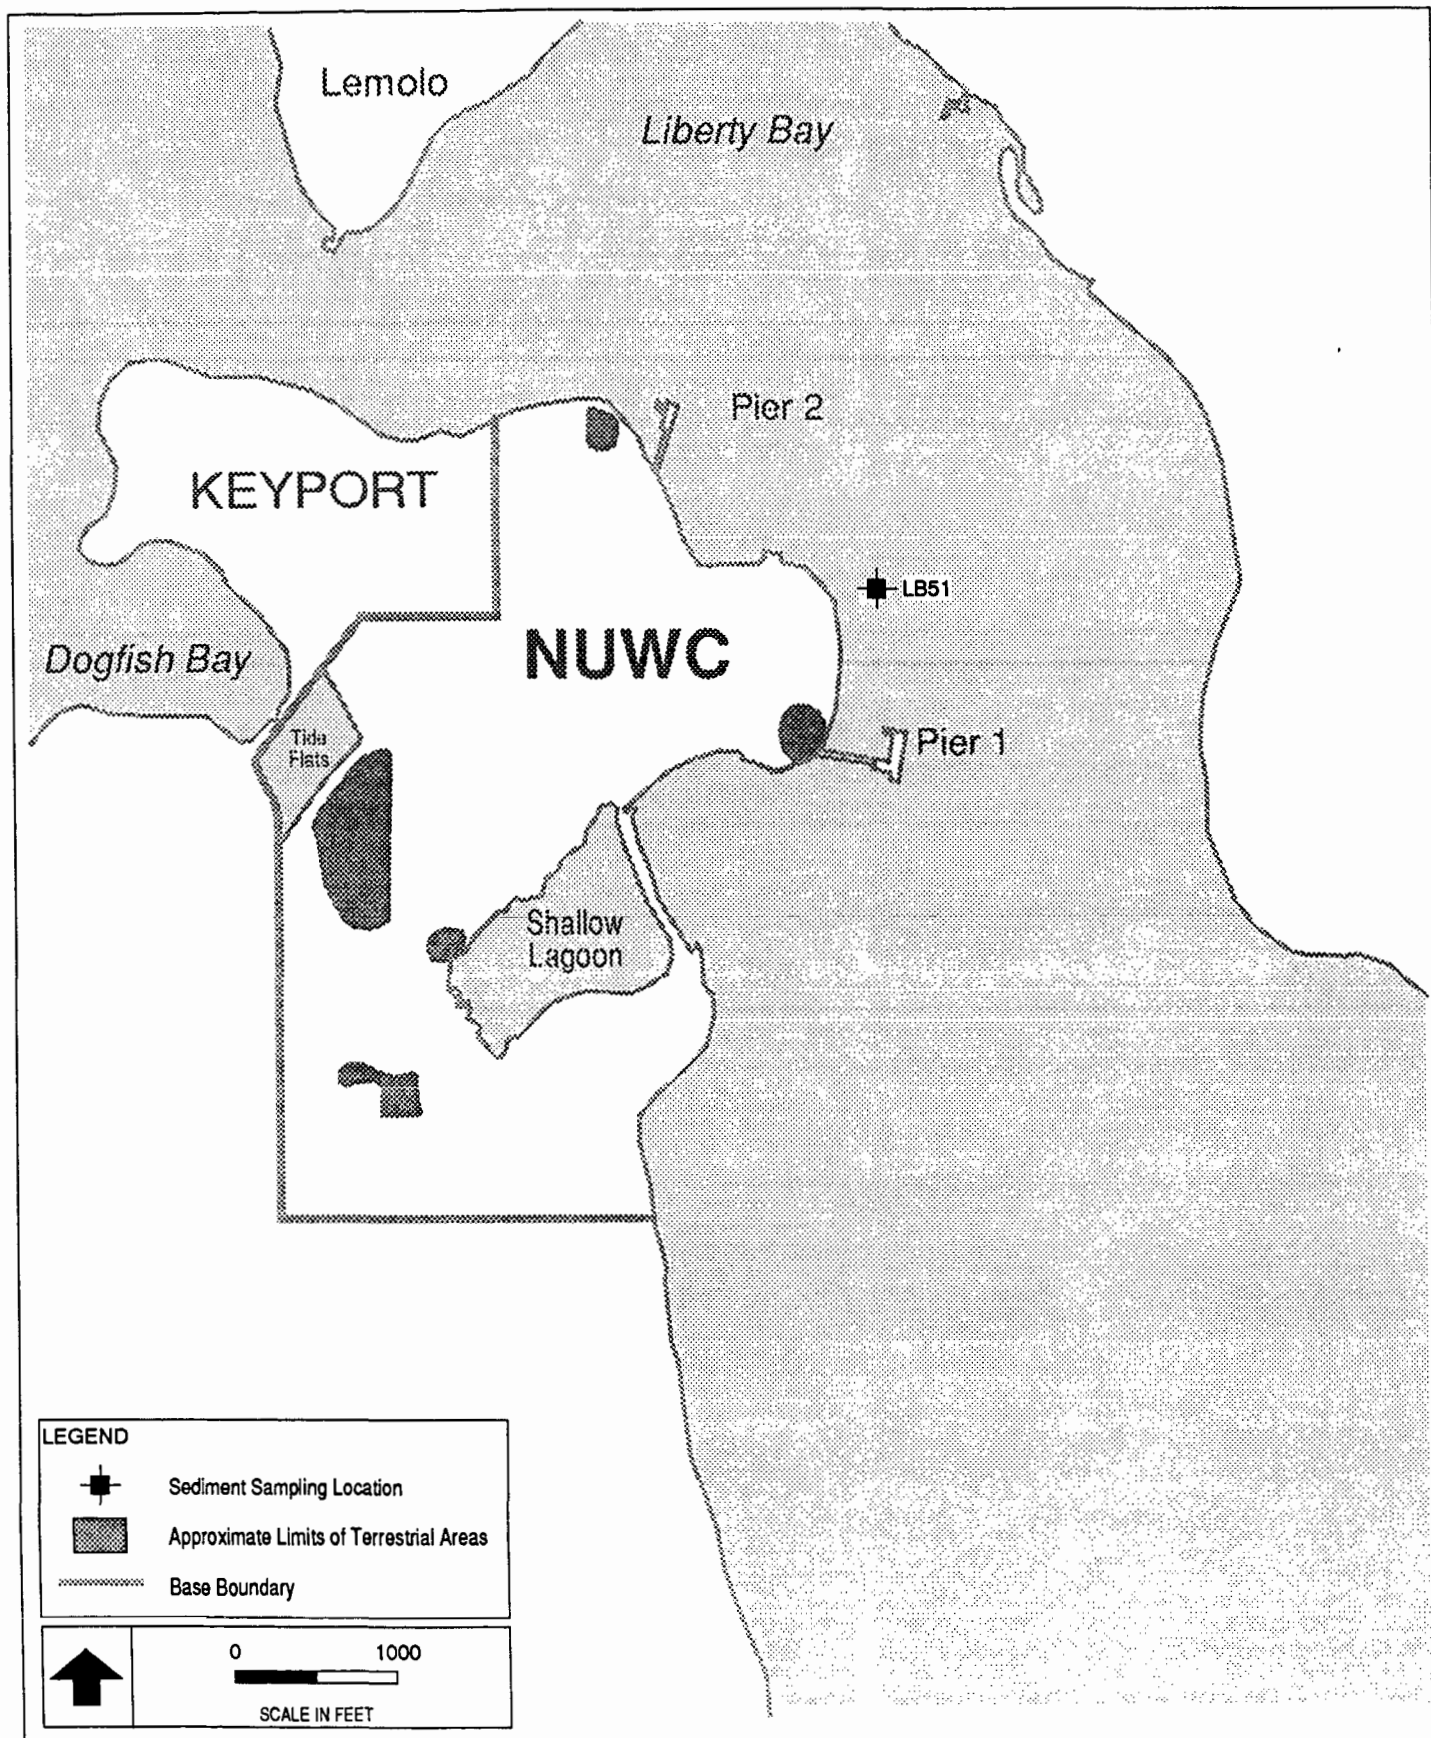 Lemolo
Liberty Bay
Pier 2
KEYPORT
LB51
NUWC
Dogfish Bay
Tide
Flats
Pier 1
Shallow
Lagoon
LEGEND
Sediment Sampling Location
Approximate Limits of Terrestrial Areas
Base Boundary
0 1000
SCALE IN FEET